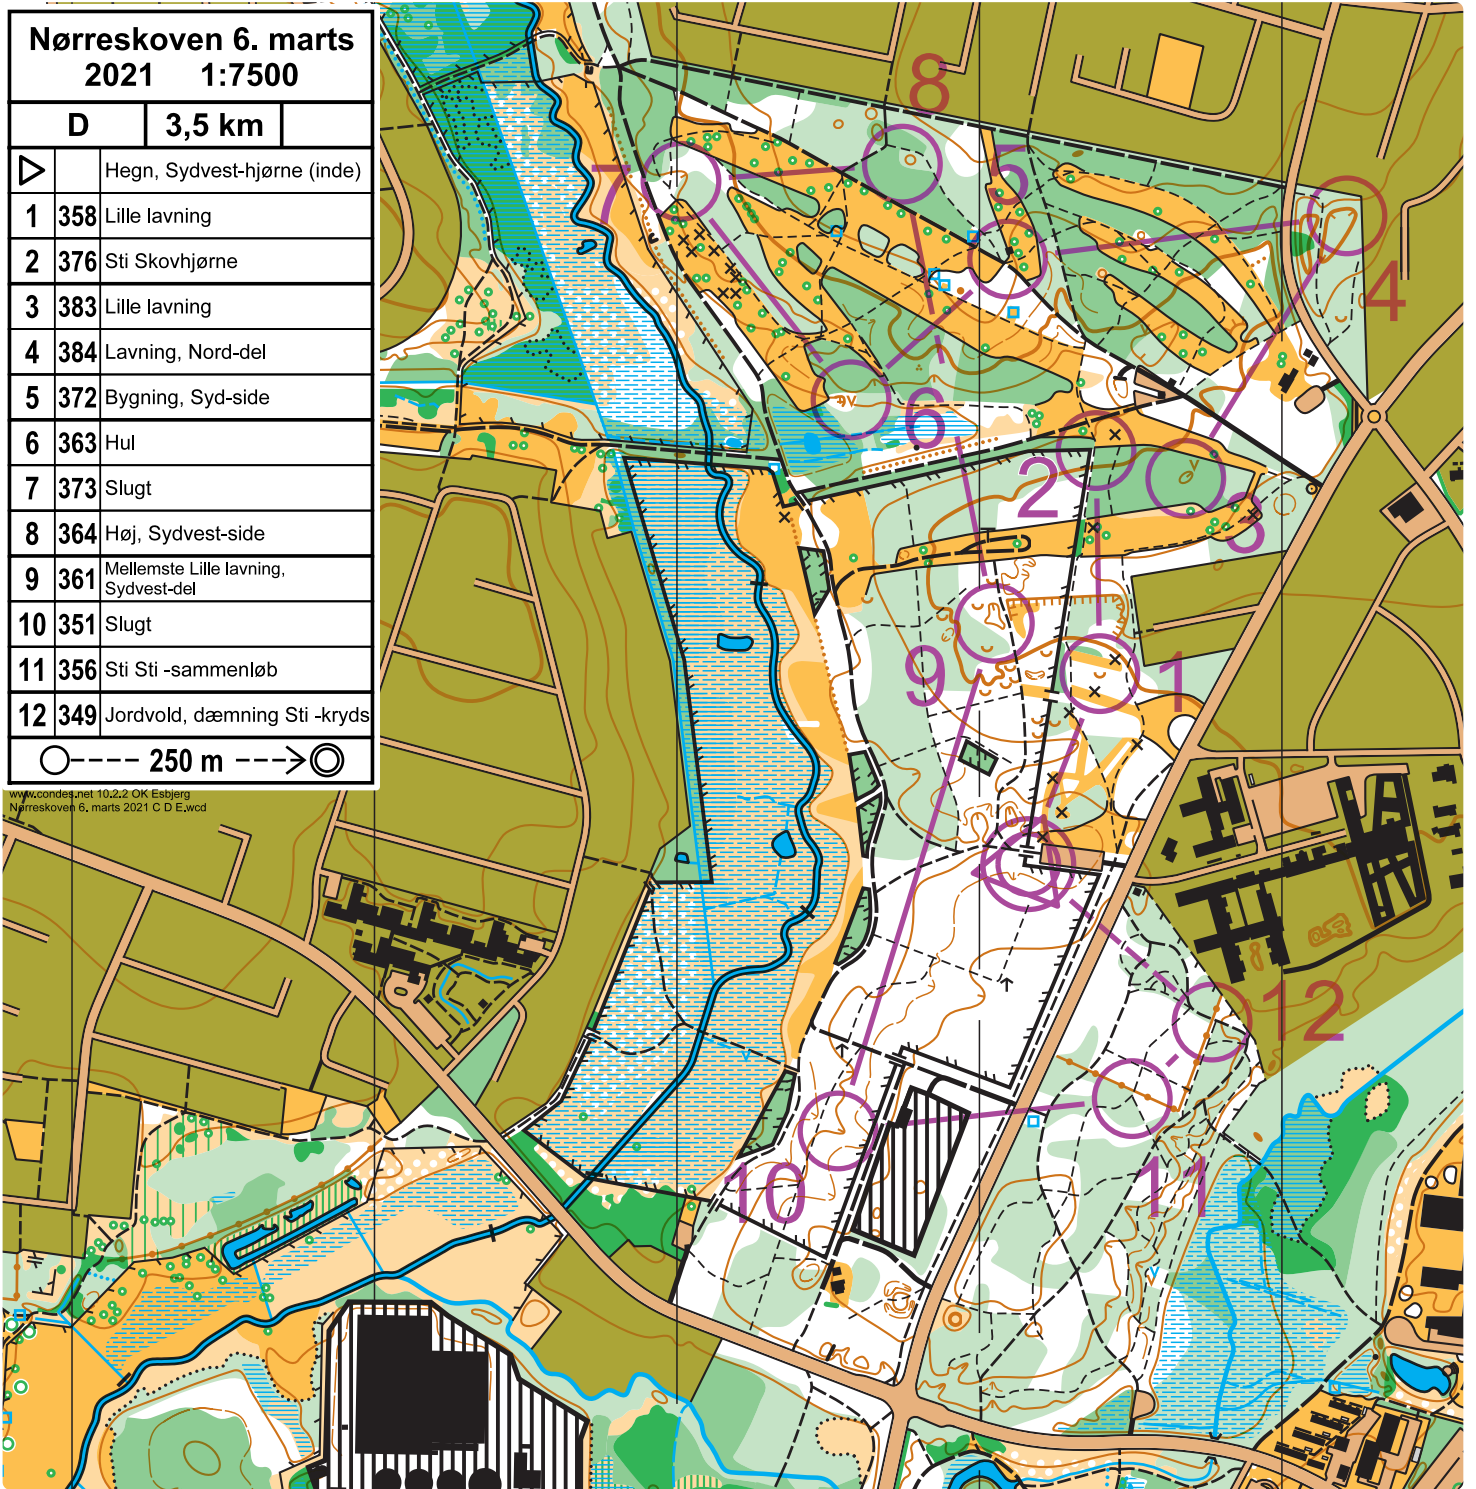 Nørreskoven 6. marts
2021 1:7500
D 3,5 km
Hegn, Sydvest-hjørne (inde)
1 358 Lille lavning
2 376 Sti Skovhjørne
3 383 Lille lavning
4 384 Lavning, Nord-del
5 372 Bygning, Syd-side
6 363 Hul
7 373 Slugt
8 364 Høj, Sydvest-side
9 361 Mellemste Lille lavning,
Sydvest-del
10 351 Slugt
11 356 Sti Sti -sammenløb
12 349 Jordvold, dæmning Sti -kryds
250 m
www.condes.net 10.2.2 OK Esbjerg
Nørreskoven 6. marts 2021 C D E.wcd
8
7
5
4
6
2
3
9
1
12
10
11